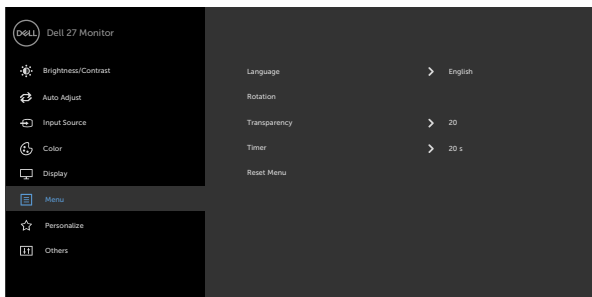 DELL Dell 27 Monitor
Brightness/Contrast
Auto Adjust
Input Source
Color
Display
Menu
Personalize
Others
Language English
Rotation
Transparency 20
Timer 20 s
Reset Menu